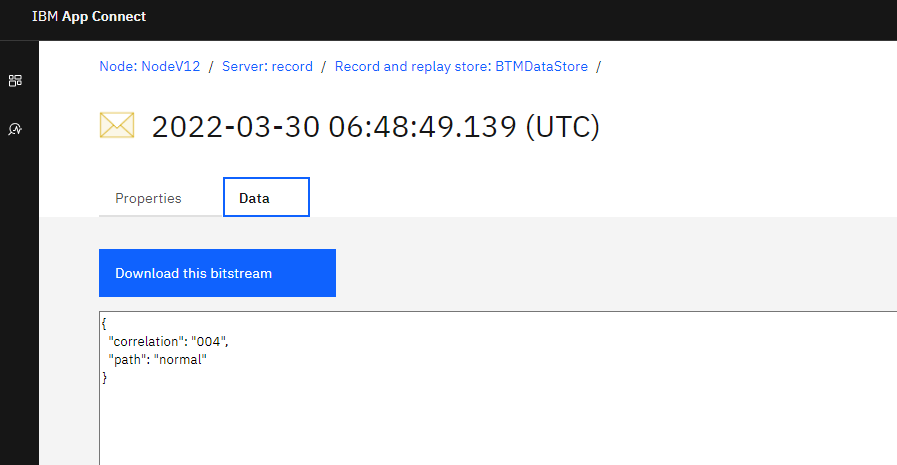 IBM App Connect
Node: NodeV12 / Server: record / Record and replay store: BTMDataStore /
2022-03-30 06:48:49.139 (UTC)
Properties Data
Download this bitstream
{
"correlation": "004",
"path": "normal"
}